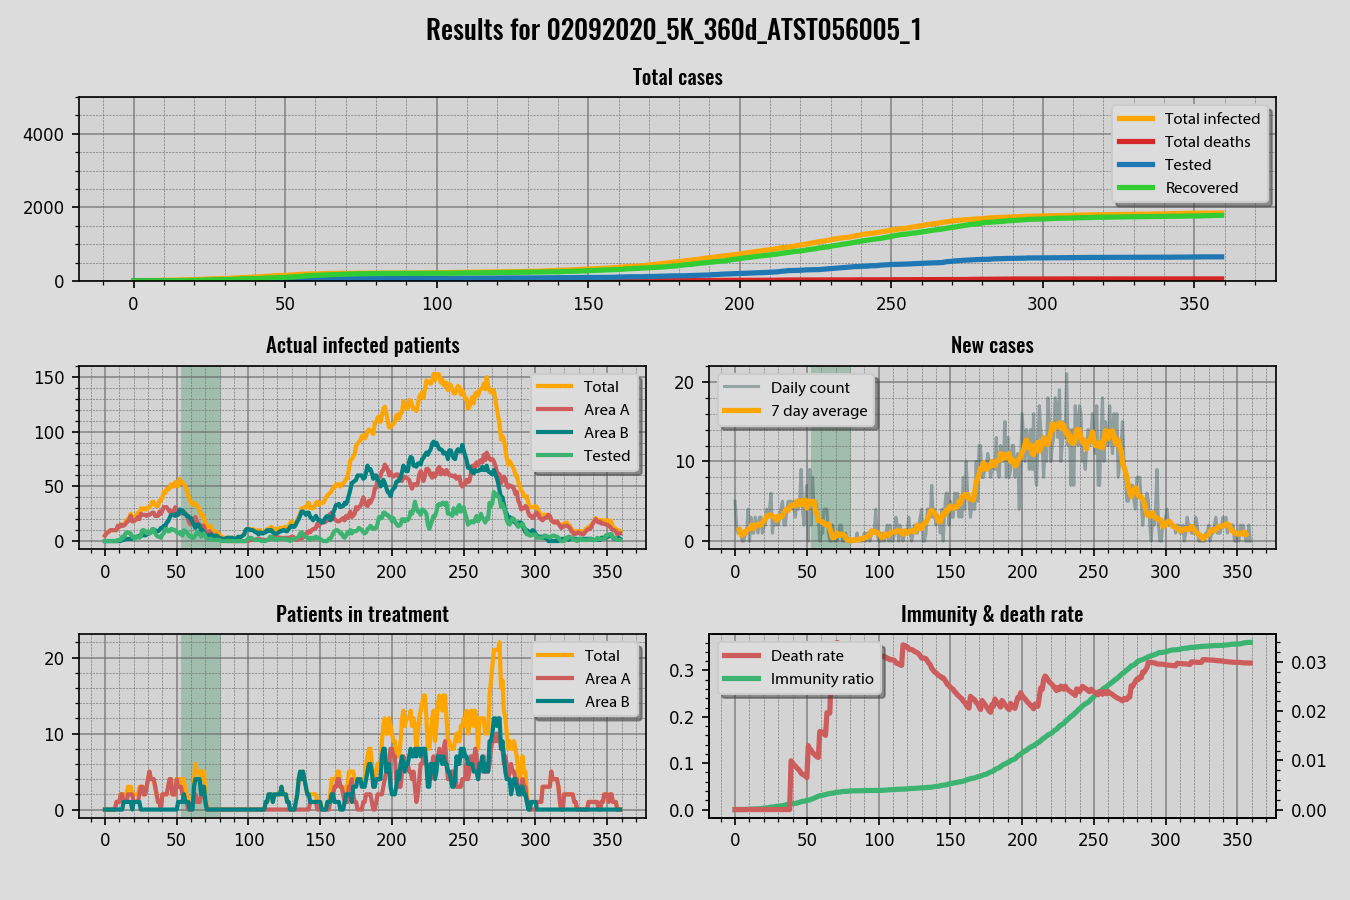 Results for 02092020_5K_360d_ATST056005_1
Total cases
4000
2000
0
Total infected
Total deaths
Tested
Recovered
0 50 100 150 200 250 300 350
Actual infected patients
150
100
50
0
Total
Area A
Area B
Tested
0 50 100 150 200 250 300 350
New cases
20
10
0
Daily count
7 day average
0 50 100 150 200 250 300 350
Patients in treatment
20
10
0
Total
Area A
Area B
0 50 100 150 200 250 300 350
Immunity & death rate
0.3
0.2
0.1
0.0
Death rate
Immunity ratio
0.03
0.02
0.01
0.00
0 50 100 150 200 250 300 350